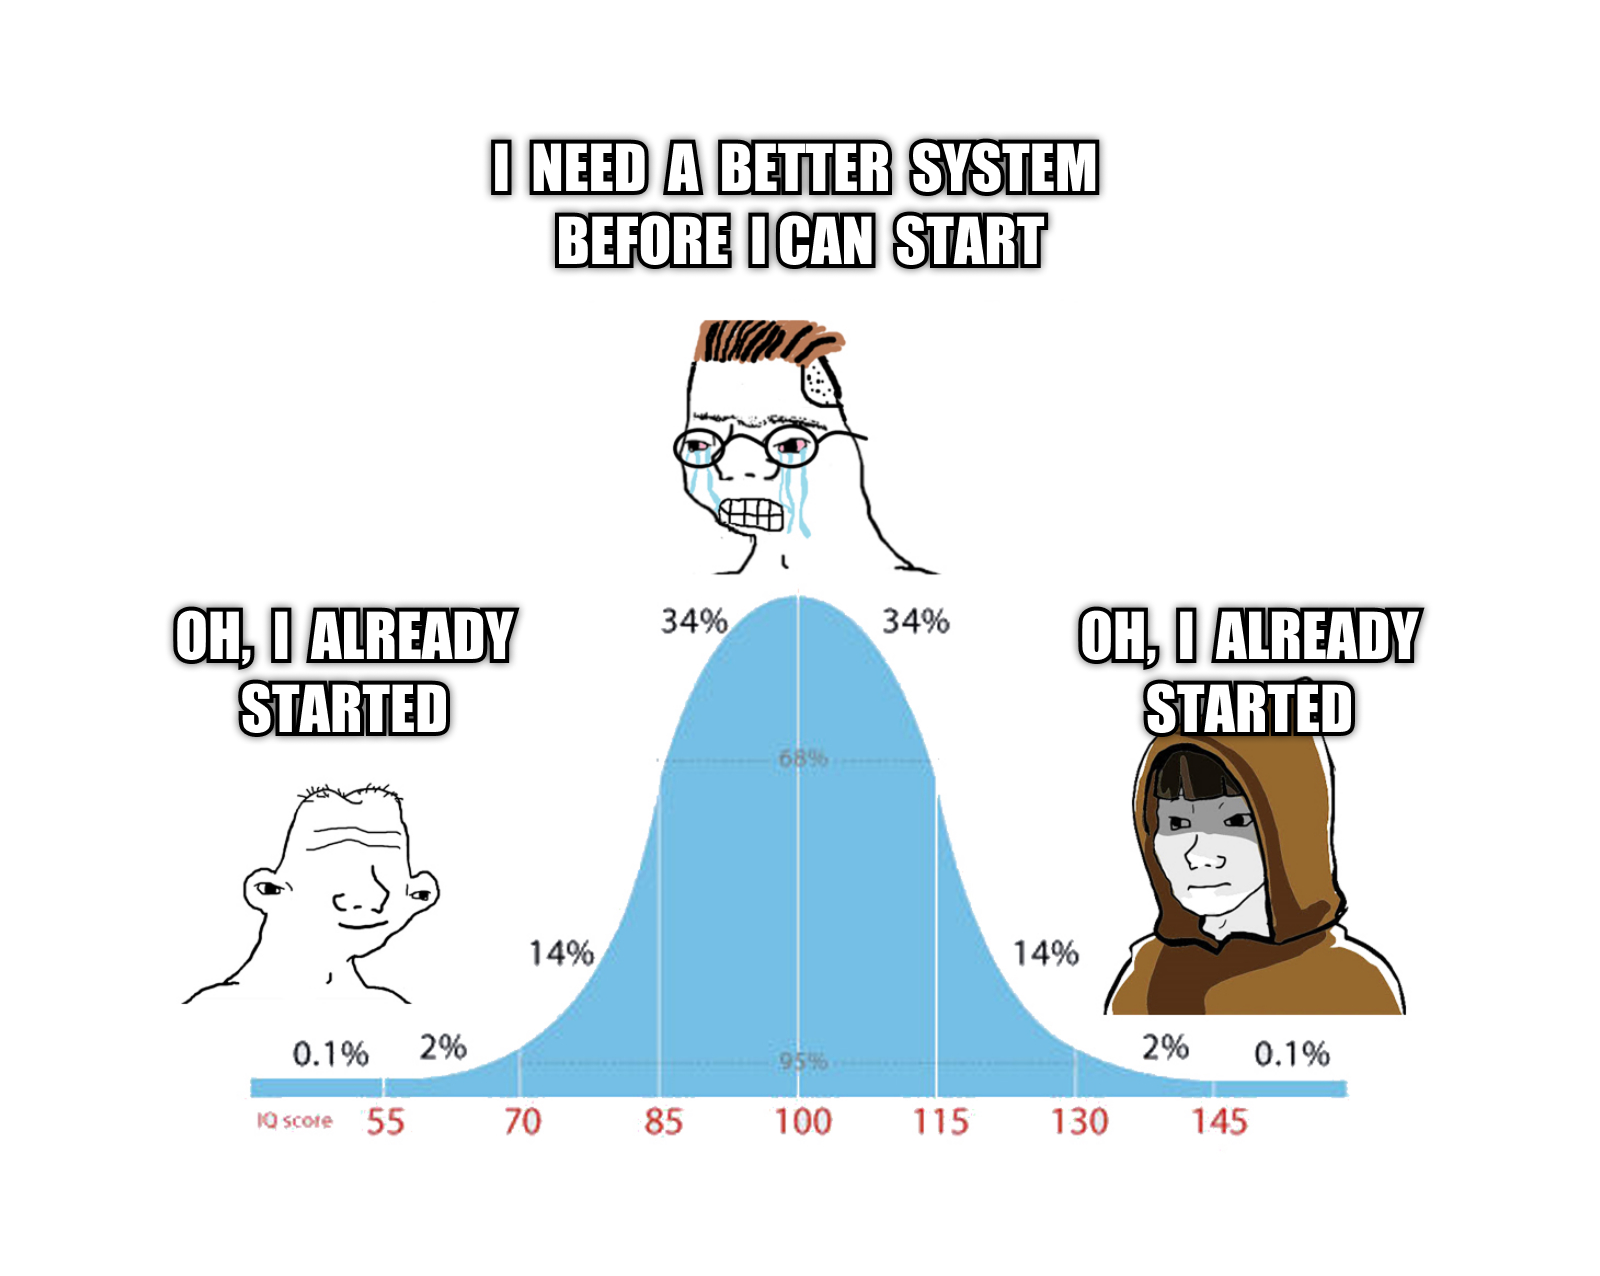 I NEED A BETTER SYSTEM
BEFORE I CAN START
34%
34%
OH, I ALREADY
STARTED
OH, I ALREADY
STARTED
68%
14%
14%
0.1%
2%
95%
2%
0.1%
IQ score 55 70 85 100 115 130 145